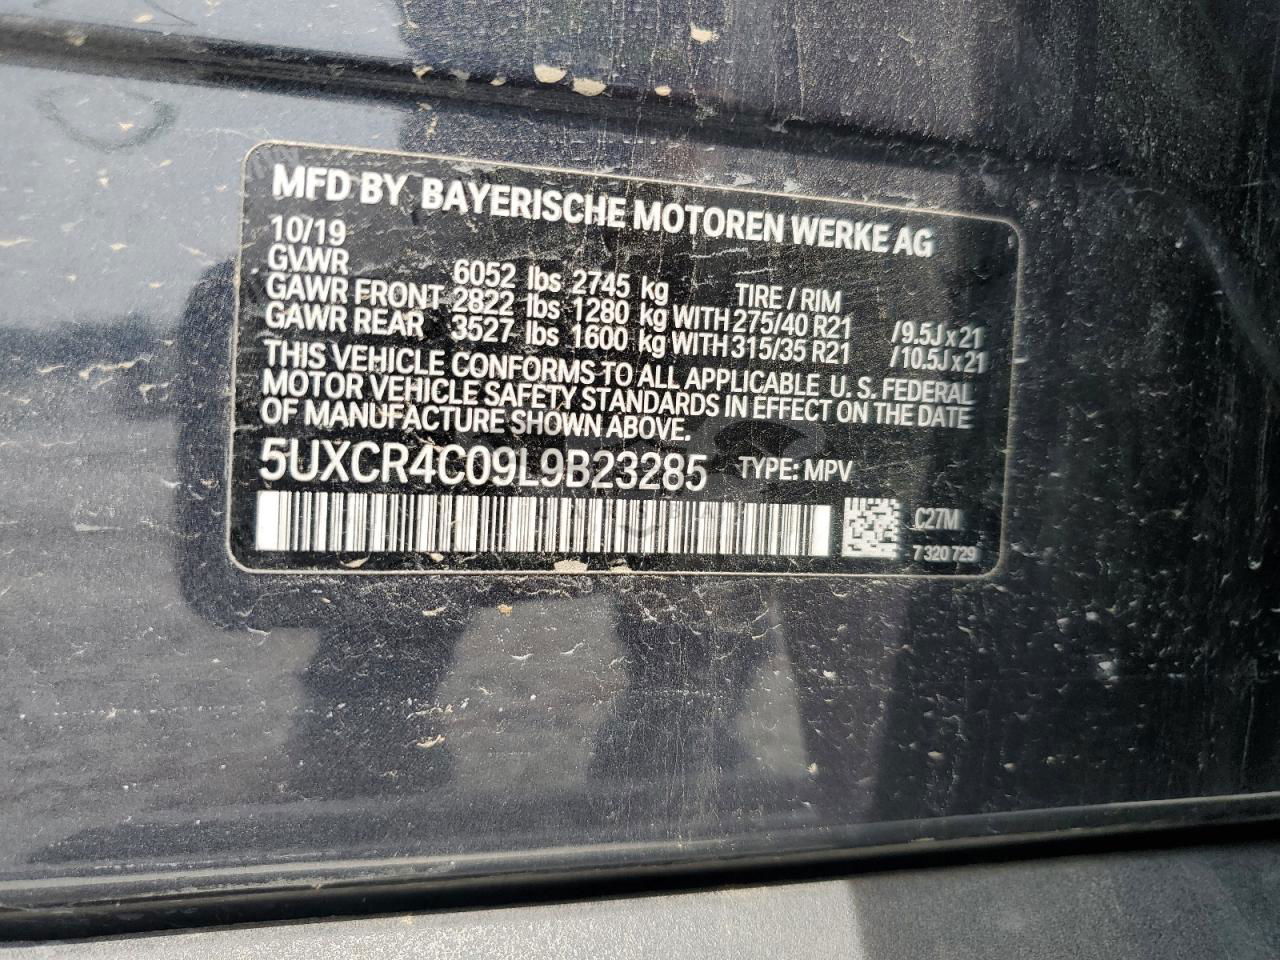 MFD BY BAYERISCHE MOTOREN WERKE AG
10/19
GVWR 6052 lbs 2745 kg TIRE / RIM
GAWR FRONT 2822 lbs 1280 kg WITH 275/40 R21 /9.5J x 21
GAWR REAR 3527 lbs 1600 kg WITH 315/35 R21 /10.5J x 21
THIS VEHICLE CONFORMS TO ALL APPLICABLE U. S. FEDERAL
MOTOR VEHICLE SAFETY STANDARDS IN EFFECT ON THE DATE
OF MANUFACTURE SHOWN ABOVE.
5UXCR4C09L9B23285 TYPE: MPV
C27M
7 320 729